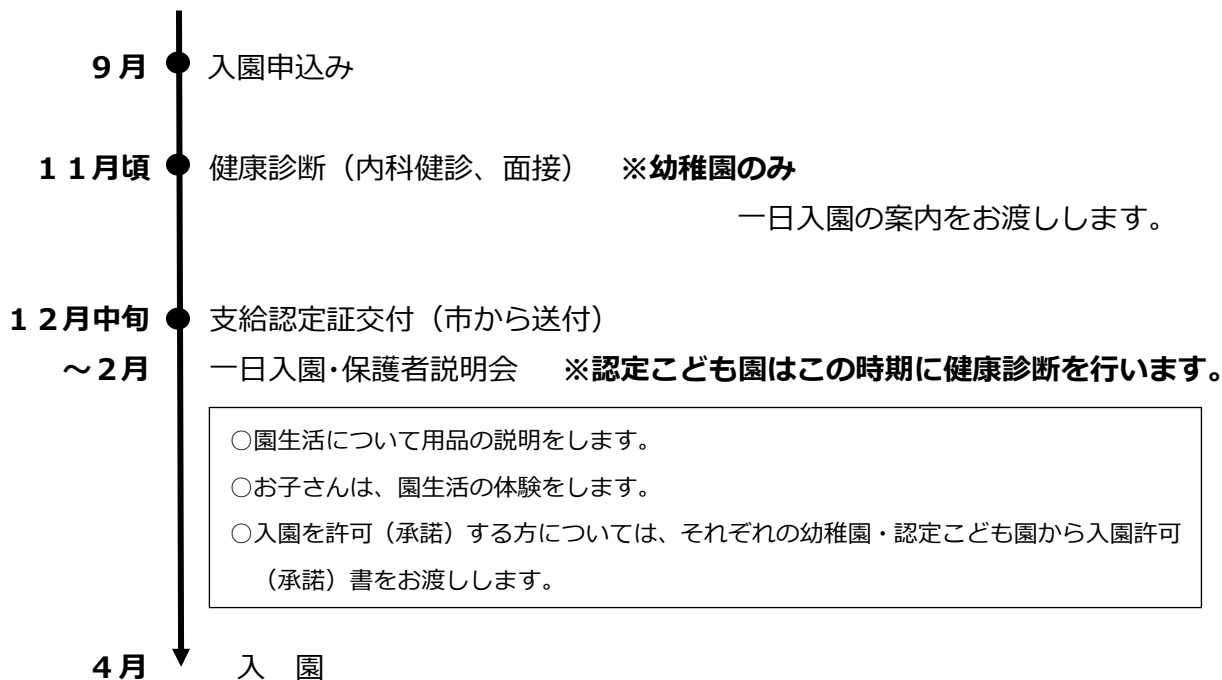 ９月 入園申込み
１１月頃 健康診断（内科健診、面接） ※幼稚園のみ
一日入園の案内をお渡しします。
１２月中旬 支給認定証交付（市から送付）
～２月 一日入園・保護者説明会 ※認定こども園はこの時期に健康診断を行います。
○園生活について用品の説明をします。
○お子さんは、園生活の体験をします。
○入園を許可（承諾）する方については、それぞれの幼稚園・認定こども園から入園許可
（承諾）書をお渡しします。
４月 入　園